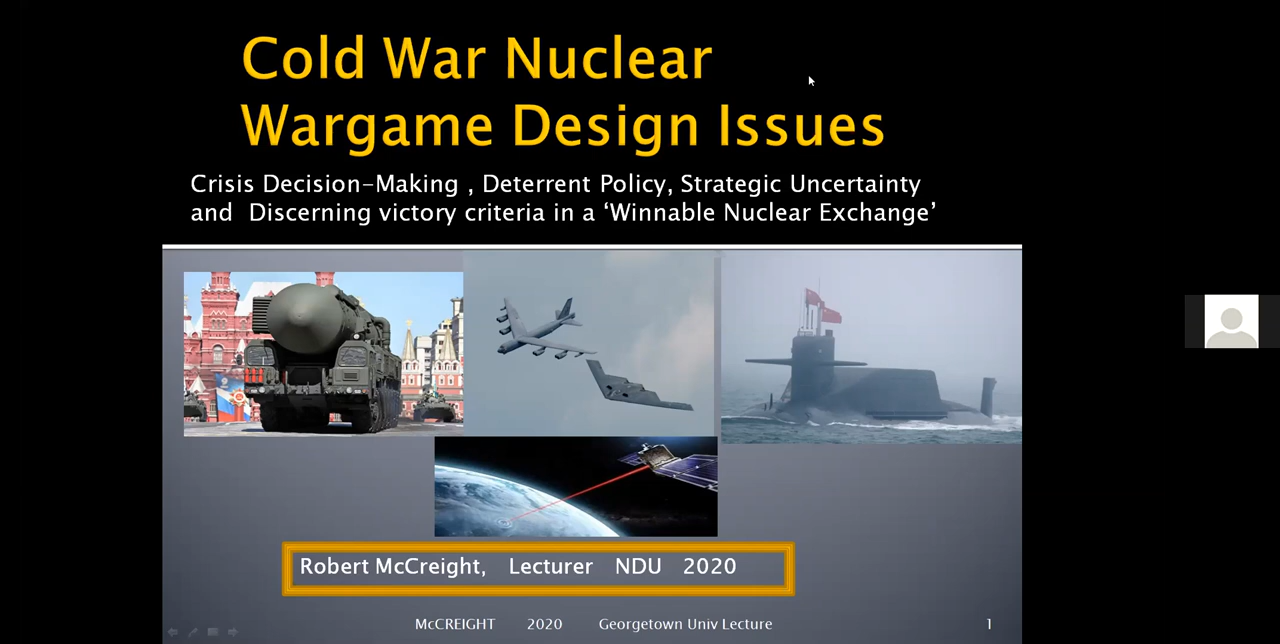 Cold War Nuclear
Wargame Design Issues
Crisis Decision-Making , Deterrent Policy, Strategic Uncertainty
and Discerning victory criteria in a ‘Winnable Nuclear Exchange’
Robert McCreight, Lecturer NDU 2020
McCREIGHT 2020 Georgetown Univ Lecture 1